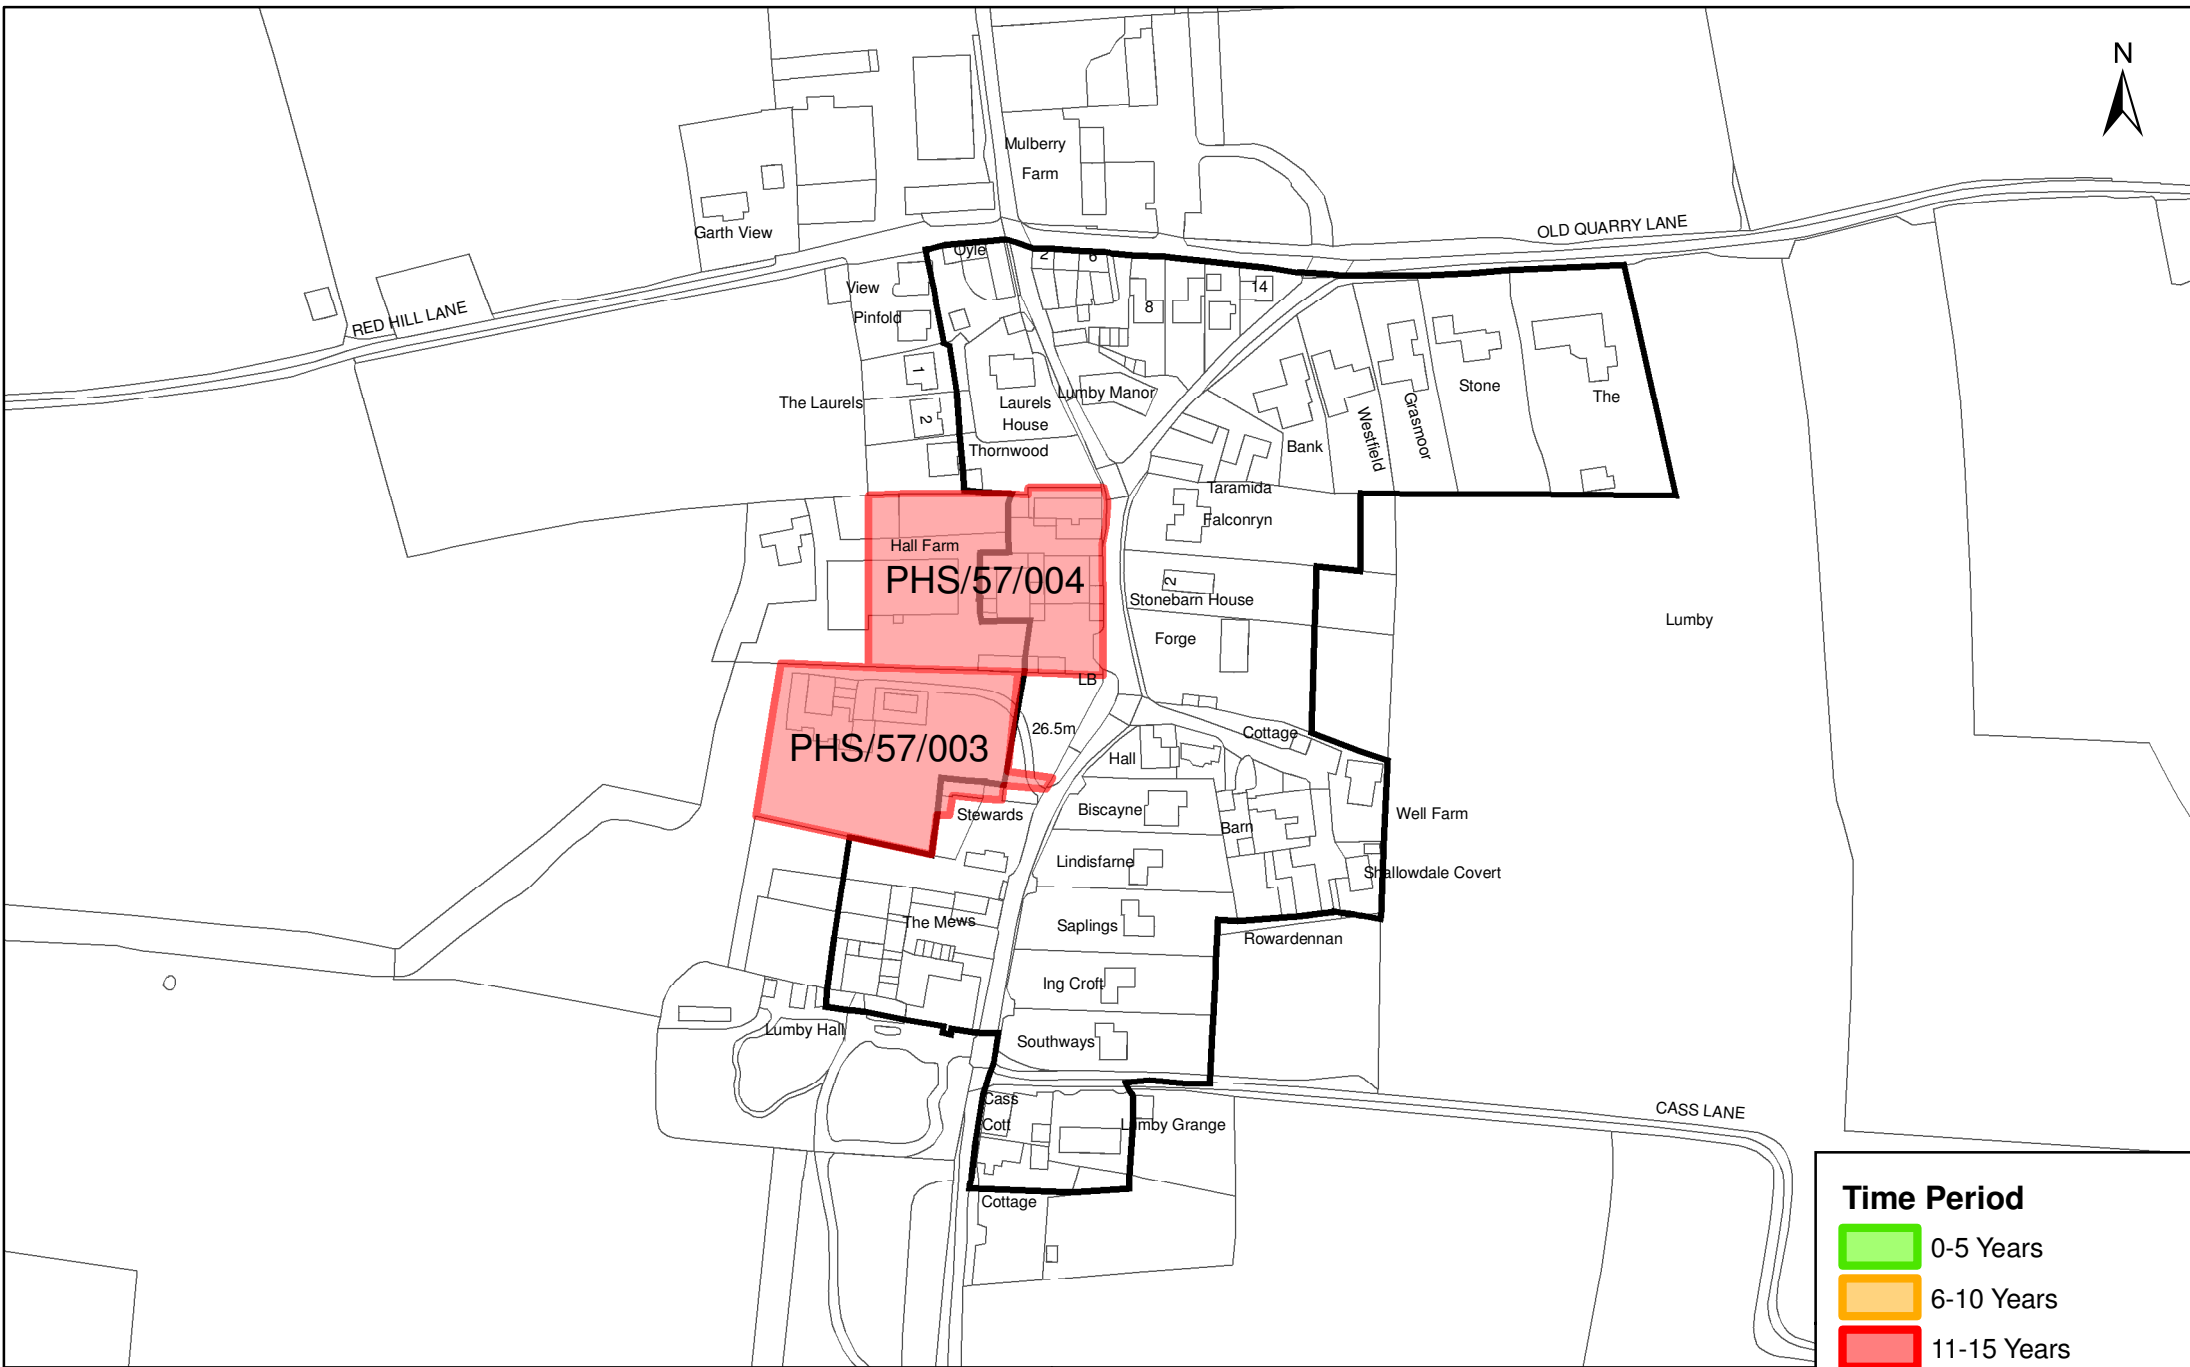 N
Mulberry
Farm
Garth View
OLD QUARRY LANE
RED HILL LANE
Oyle
2
6
View
14
8
Pinfold
1
The Laurels
2
Laurels
House
Lumby Manor
Thornwood
Stone
The
Grasmoor
Westfield
Bank
Taramida
Falconryn
Hall Farm
PHS/57/004
2
Stonebarn House
Lumby
Forge
LB
26.5m
PHS/57/003
Cottage
Hall
Stewards
Biscayne
Barn
Well Farm
Lindisfarne
Shallowdale Covert
The Mews
Saplings
Rowardennan
Ing Croft
Lumby Hall
Southways
Cass
Cott
Lumby Grange
CASS LANE
Cottage
Time Period
0-5 Years
6-10 Years
11-15 Years